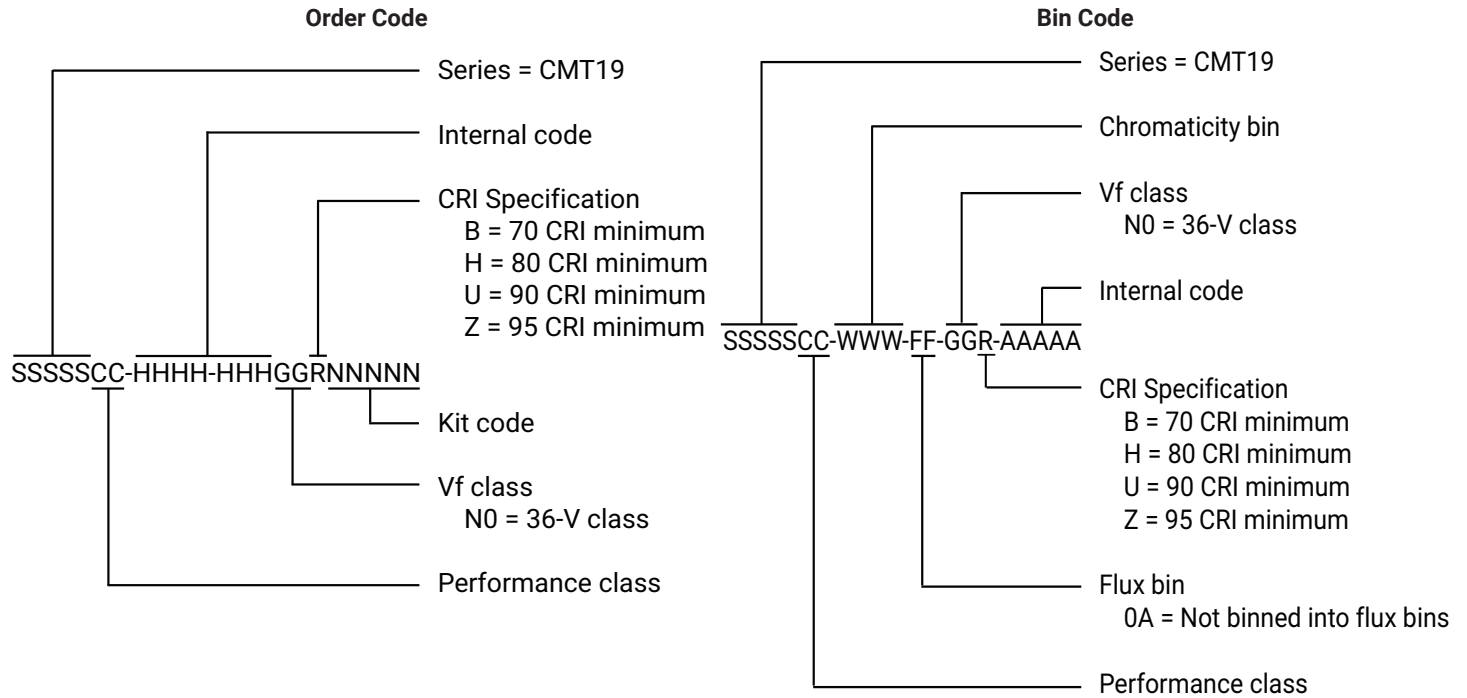 Order Code
Series = CMT19
Internal code
CRI Specification
B = 70 CRI minimum
H = 80 CRI minimum
U = 90 CRI minimum
Z = 95 CRI minimum
SSSSSCC-HHHH-HHHGGRNNNNN
Kit code
Vf class
N0 = 36-V class
Performance class
Bin Code
Series = CMT19
Chromaticity bin
Vf class
N0 = 36-V class
Internal code
SSSSSCC-WWW-FF-GGR-AAAAA
CRI Specification
B = 70 CRI minimum
H = 80 CRI minimum
U = 90 CRI minimum
Z = 95 CRI minimum
Flux bin
0A = Not binned into flux bins
Performance class